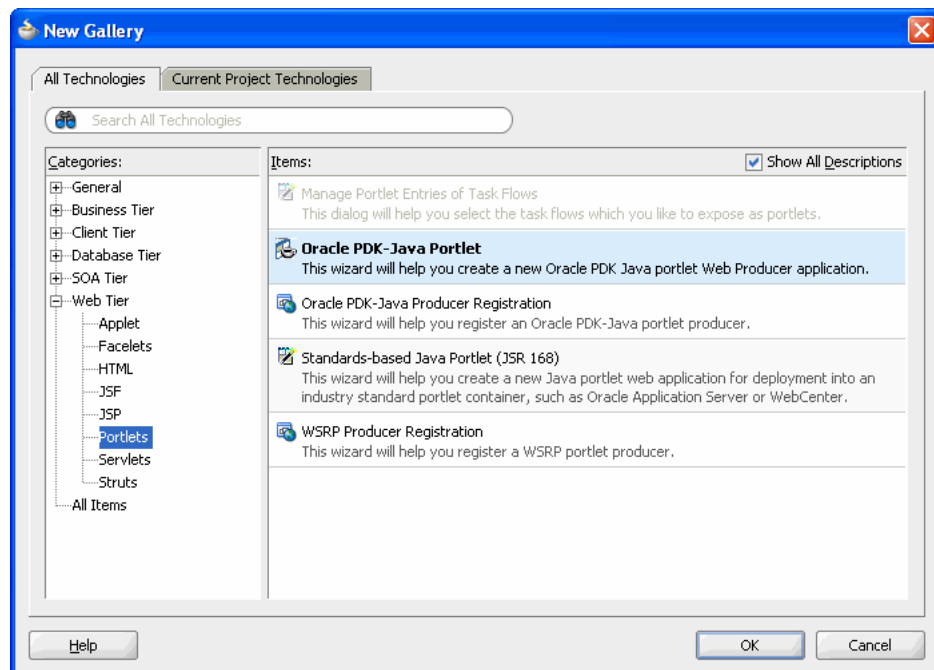 New Gallery
All Technologies
Current Project Technologies
Search All Technologies
Categories:
General
Business Tier
Client Tier
Database Tier
SOA Tier
Web Tier
Applet
Facelets
HTML
JSF
JSP
Portlets
Servlets
Struts
All Items
Items:
Show All Descriptions
Manage Portlet Entries of Task Flows
This dialog will help you select the task flows which you like to expose as portlets.
Oracle PDK-Java Portlet
This wizard will help you create a new Oracle PDK Java portlet Web Producer application.
Oracle PDK-Java Producer Registration
This wizard will help you register an Oracle PDK-Java portlet producer.
Standards-based Java Portlet (JSR 168)
This wizard will help you create a new Java portlet web application for deployment into an
industry standard portlet container, such as Oracle Application Server or WebCenter.
WSRP Producer Registration
This wizard will help you register a WSRP portlet producer.
Help
OK
Cancel